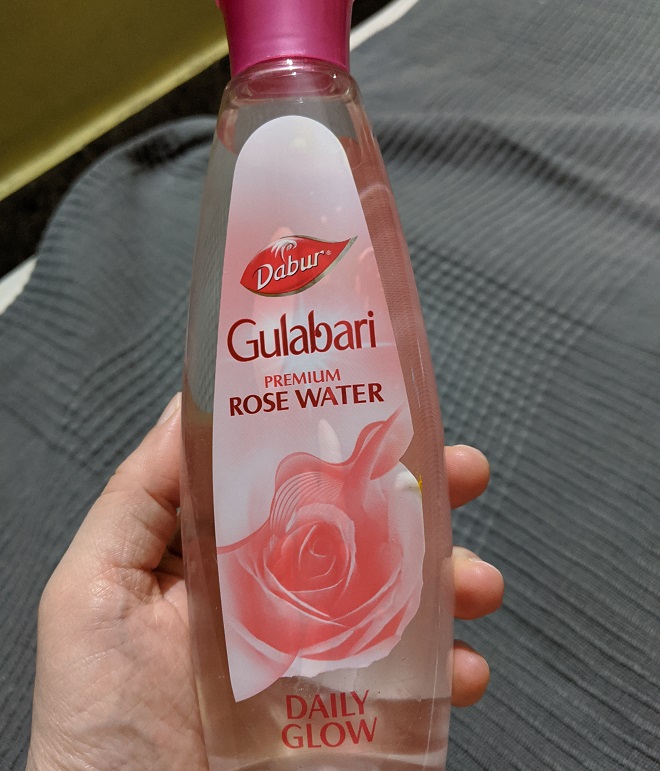 Dabur®
Gulabari
PREMIUM
ROSE WATER
DAILY
GLOW